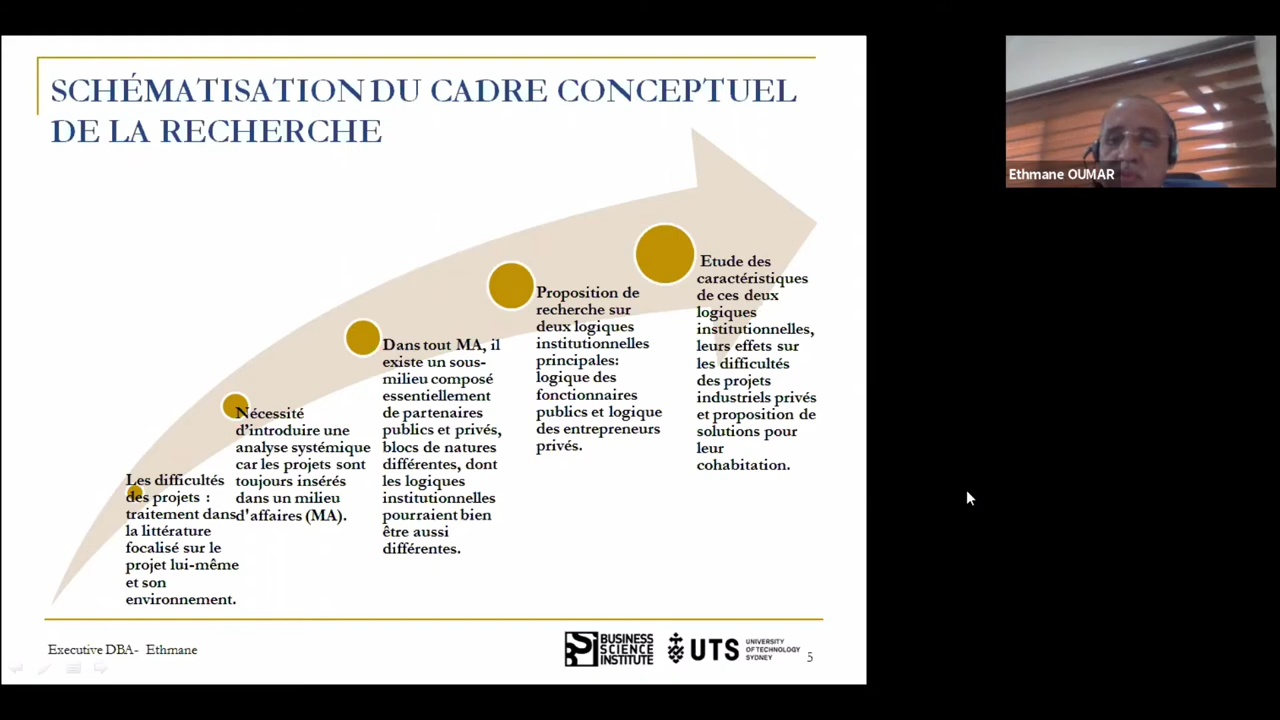 SCHÉMATISATION DU CADRE CONCEPTUEL
DE LA RECHERCHE
Les difficultés
des projets :
traitement dans
la littérature
focalisé sur le
projet lui-même
et son
environnement.
Nécessité
d'introduire une
analyse systémique
car les projets sont
toujours insérés
dans un milieu
d'affaires (MA).
Dans tout MA, il
existe un sous-
milieu composé
essentiellement
de partenaires
publics et privés,
blocs de natures
différentes, dont
les logiques
institutionnelles
pourraient bien
être aussi
différentes.
Proposition de
recherche sur
deux logiques
institutionnelles
principales:
logique des
fonctionnaires
publics et logique
des entrepreneurs
privés.
Etude des
caractéristiques
de ces deux
logiques
institutionnelles,
leurs effets sur
les difficultés
des projets
industriels privés
et proposition de
solutions pour
leur
cohabitation.
Executive DBA- Ethmane
BUSINESS
SCIENCE
INSTITUTE
UTS
UNIVERSITY
OF TECHNOLOGY
SYDNEY
5
Ethmane OUMAR